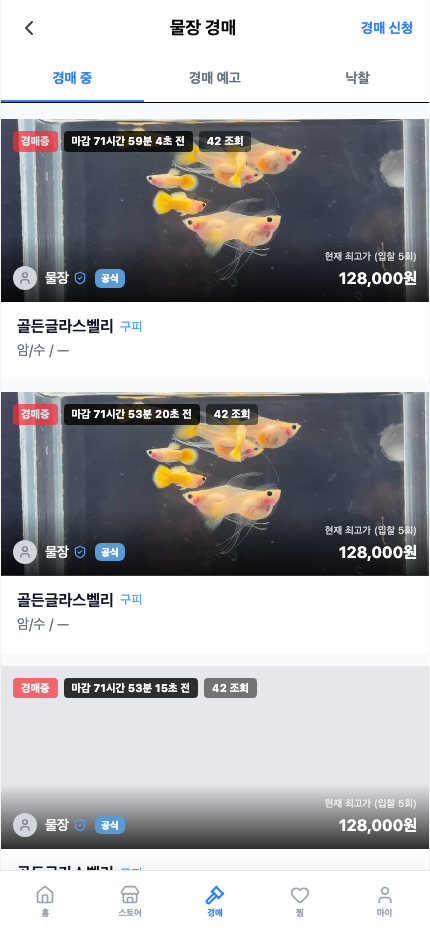 물장 경매
경매 신청
경매 중
경매 예고
낙찰
경매중
마감 71시간 59분 4초 전
42 조회
현재 최고가 (입찰 5회)
물장
공식
128,000원
골든글라스벨리 구피
암/수 / —
경매중
마감 71시간 53분 20초 전
42 조회
현재 최고가 (입찰 5회)
물장
공식
128,000원
골든글라스벨리 구피
암/수 / —
경매중
마감 71시간 53분 15초 전
42 조회
현재 최고가 (입찰 5회)
물장
공식
128,000원
홈
스토어
경매
찜
마이